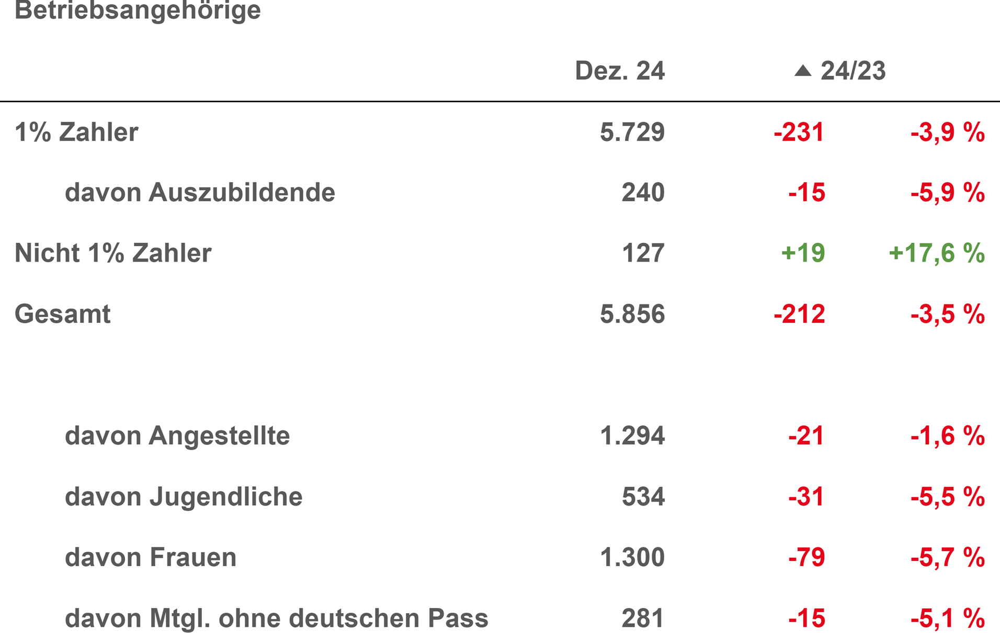 Betriebsangehörige
Dez. 24 ▲ 24/23
1% Zahler 5.729 -231 -3,9 %
davon Auszubildende 240 -15 -5,9 %
Nicht 1% Zahler 127 +19 +17,6 %
Gesamt 5.856 -212 -3,5 %
davon Angestellte 1.294 -21 -1,6 %
davon Jugendliche 534 -31 -5,5 %
davon Frauen 1.300 -79 -5,7 %
davon Mtgl. ohne deutschen Pass 281 -15 -5,1 %